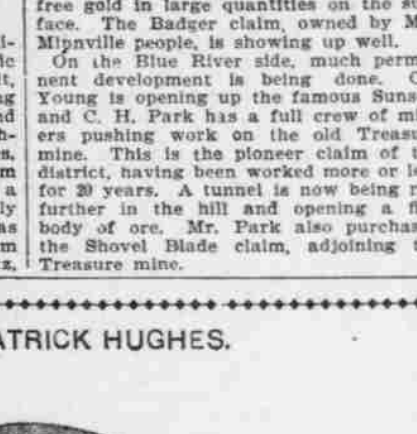 free gold in large quantities on the su
face. The Badger claim, owned by M
Minnville people, is showing up well.
On the Blue River side, much perm
nent development is being done.
Young is opening up the famous Suns
and C. H. Park has a full crew of mi
ers pushing work on the old Treas
mine. This is the pioneer claim of t
district, having been worked more or le
for 20 years. A tunnel is now being
further in the hill and opening a fi
body of ore. Mr. Park also purchas
the Shovel Blade claim, adjoining t
Treasure mine.
ATRICK HUGHES.